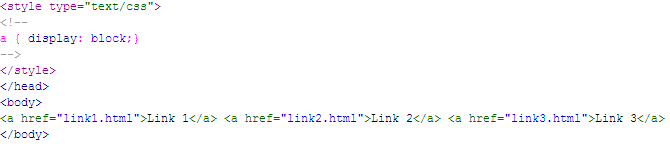 <style type="text/css">
<!--
a { display: block;}
-->
</style>
</head>
<body>
<a href="link1.html">Link 1</a> <a href="link2.html">Link 2</a> <a href="link3.html">Link 3</a>
</body>